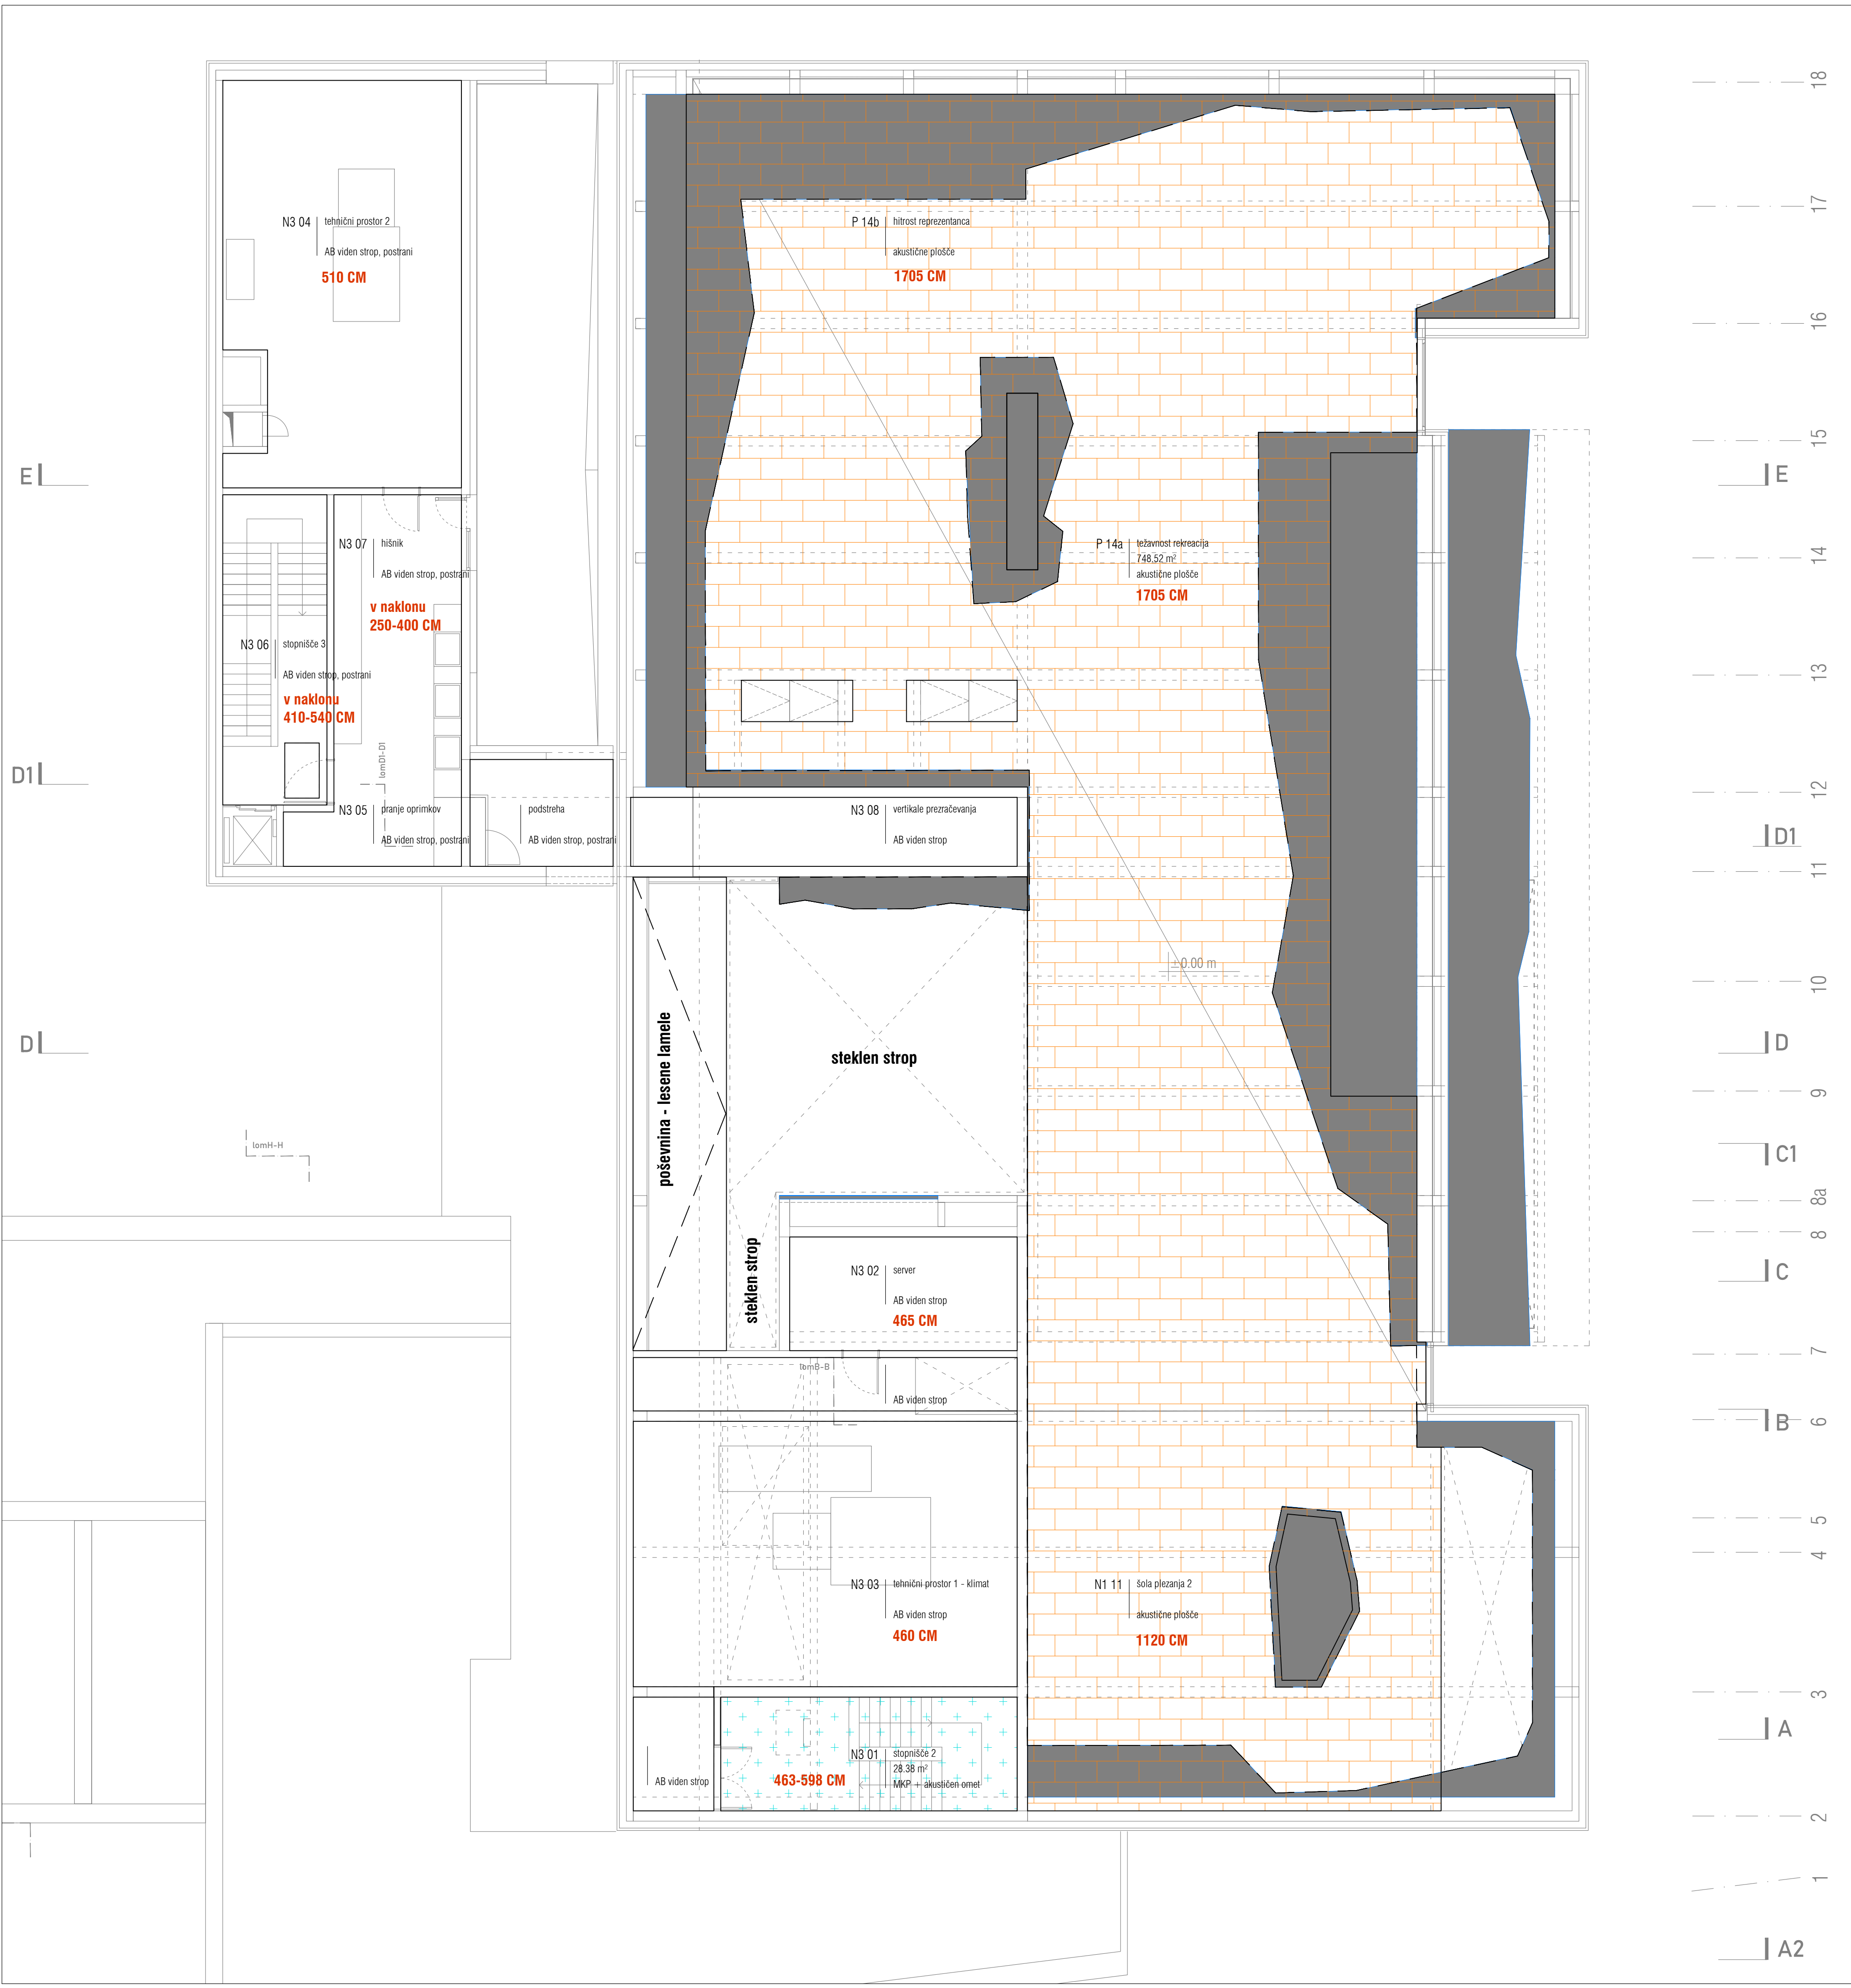 18
17
16
15
E
E
14
13
12
D1
D1
11
10
D
D
9
C1
8a
8
C
7
B
6
5
4
3
A
2
1
A2
N3 04
tehnični prostor 2
AB viden strop, postrani
510 CM
P 14b
hitrost reprezentanca
akustične plošče
1705 CM
N3 07
hišnik
AB viden strop, postrani
v naklonu
250-400 CM
P 14a
težavnost rekreacija
748.52 m²
akustične plošče
1705 CM
N3 06
stopnišče 3
AB viden strop, postrani
v naklonu
410-540 CM
lomD1-D1
N3 05
pranje oprimkov
AB viden strop, postrani
podstreha
AB viden strop, postrani
N3 08
vertikale prezračevanja
AB viden strop
±0.00 m
poševnina - lesene lamele
steklen strop
steklen strop
lomH-H
N3 02
server
AB viden strop
465 CM
lomB-B
AB viden strop
N3 03
tehnični prostor 1 - klimat
AB viden strop
460 CM
N1 11
šola plezanja 2
akustične plošče
1120 CM
N3 01
stopnišče 2
28.38 m²
MKP + akustičen omet
463-598 CM
AB viden strop